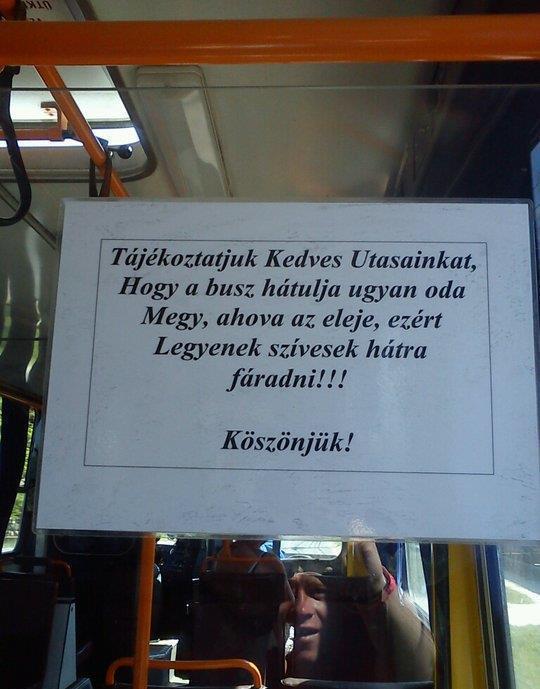 Tájékoztatjuk Kedves Utasainkat,
Hogy a busz hátulja ugyan oda
Megy, ahova az eleje, ezért
Legyenek szívesek hátra
fáradni!!!
Köszönjük!